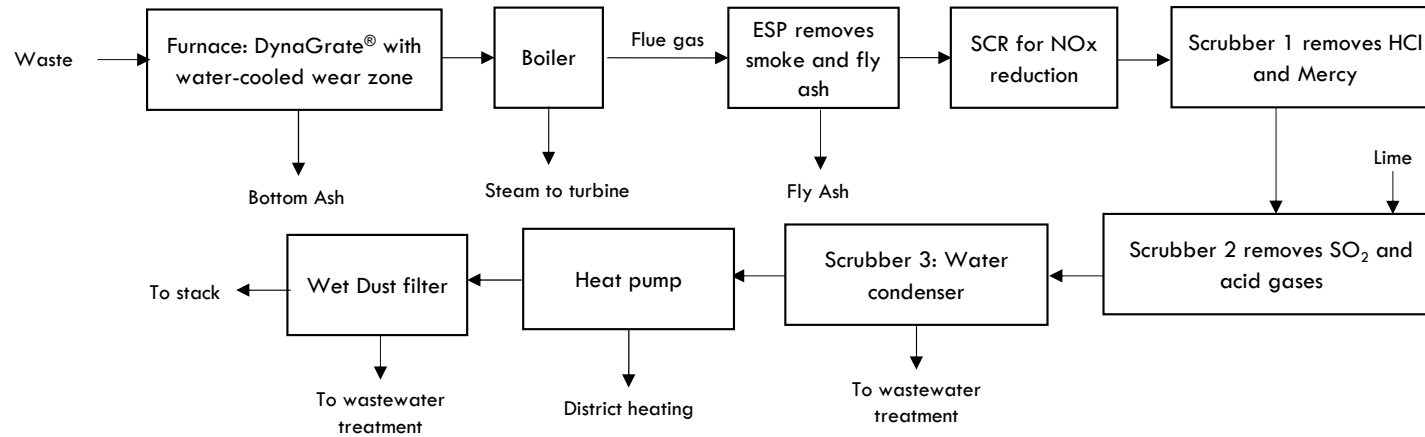 Waste
Furnace: DynaGrate® with
water-cooled wear zone
Boiler
Flue gas
ESP removes
smoke and fly
ash
SCR for NOx
reduction
Scrubber 1 removes HCl
and Mercy
Bottom Ash
Steam to turbine
Fly Ash
Lime
To stack
Wet Dust filter
Heat pump
Scrubber 3: Water
condenser
Scrubber 2 removes SO₂ and
acid gases
To wastewater
treatment
District heating
To wastewater
treatment